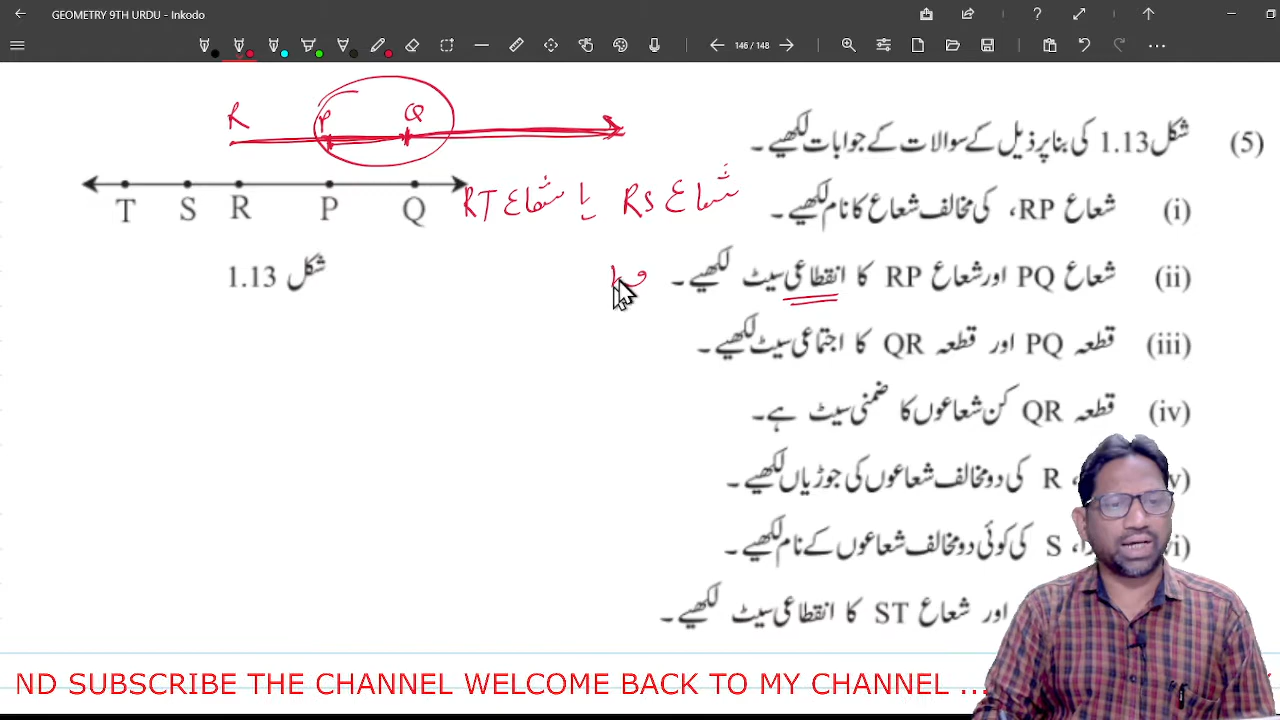 GEOMETRY 9TH URDU - Inkodo
146 / 148
R P Q
(5) شکل 1.13 کی بنا پر ذیل کے سوالات کے جوابات لکھیے۔
T S R P Q
شکل 1.13
(i) شعاع RP، کی مخالف شعاع کا نام لکھیے۔
شعاع RS یا شعاع RT
(ii) شعاع PQ اور شعاع RP کا انقطاعی سیٹ لکھیے۔
(iii) قطعہ PQ اور قطعہ QR کا اجتماعی سیٹ لکھیے۔
(iv) قطعہ QR کن شعاعوں کا ضمنی سیٹ ہے۔
R کی دو مخالف شعاعوں کی جوڑیاں لکھیے۔
S کی کوئی دو مخالف شعاعوں کے نام لکھیے۔
اور شعاع ST کا انقطاعی سیٹ لکھیے۔
ND SUBSCRIBE THE CHANNEL WELCOME BACK TO MY CHANNEL ...